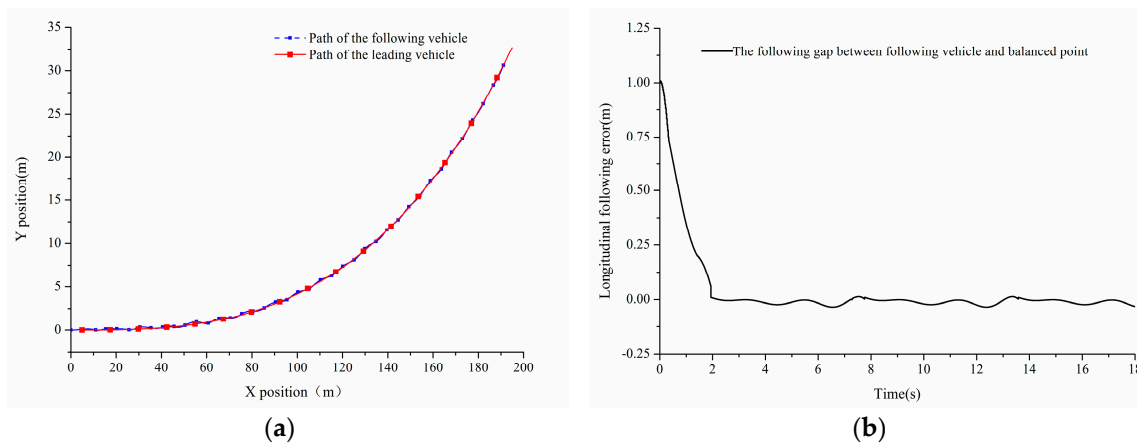 35
30
25
20
15
10
5
0
Y position(m)
Path of the following vehicle
Path of the leading vehicle
0 20 40 60 80 100 120 140 160 180 200
X position（m）
(a)
1.25
1.00
0.75
0.50
0.25
0.00
-0.25
Longitudinal following error(m)
The following gap between following vehicle and balanced point
0 2 4 6 8 10 12 14 16 18
Time(s)
(b)